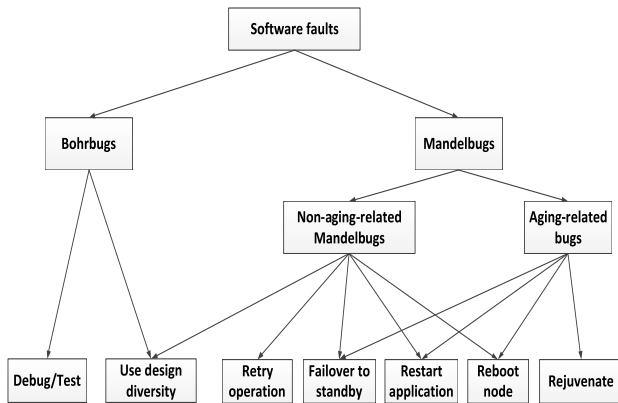 Software faults
Bohrbugs
Mandelbugs
Non-aging-related
Mandelbugs
Aging-related
bugs
Debug/Test
Use design
diversity
Retry
operation
Failover to
standby
Restart
application
Reboot
node
Rejuvenate